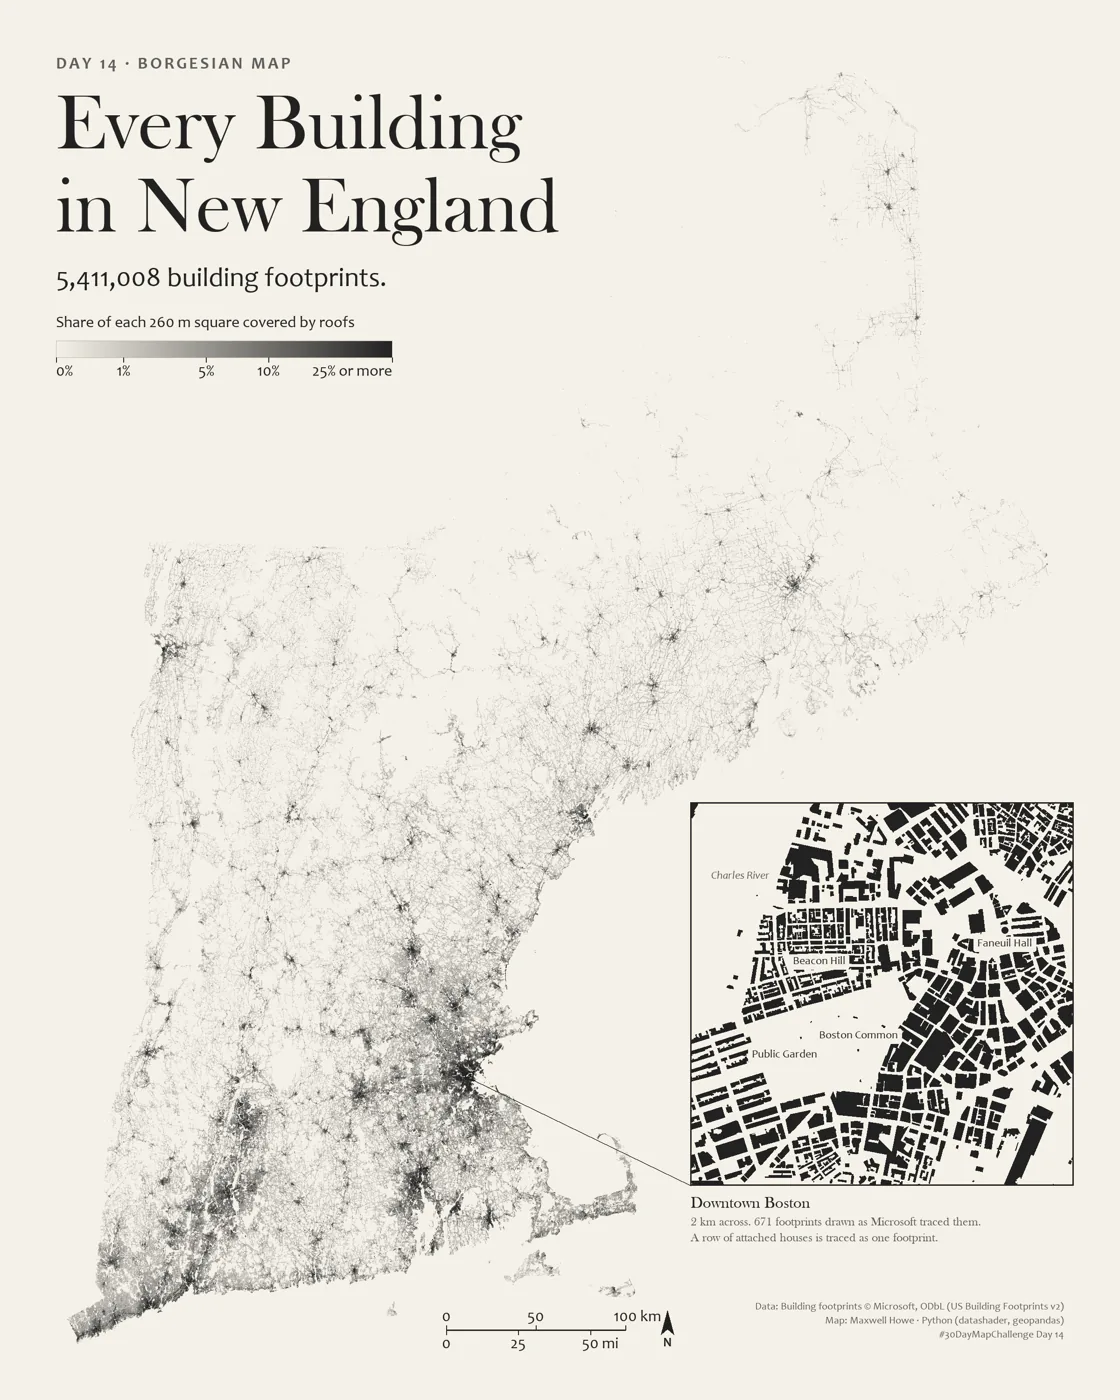 DAY 14 · BORGESIAN MAP
Every Building
in New England
5,411,008 building footprints.
Share of each 260 m square covered by roofs
0% 1% 5% 10% 25% or more
Charles River
Faneuil Hall
Beacon Hill
Boston Common
Public Garden
Downtown Boston
2 km across. 671 footprints drawn as Microsoft traced them.
A row of attached houses is traced as one footprint.
0 50 100 km
0 25 50 mi
N
Data: Building footprints © Microsoft, ODbL (US Building Footprints v2)
Map: Maxwell Howe · Python (datashader, geopandas)
#30DayMapChallenge Day 14